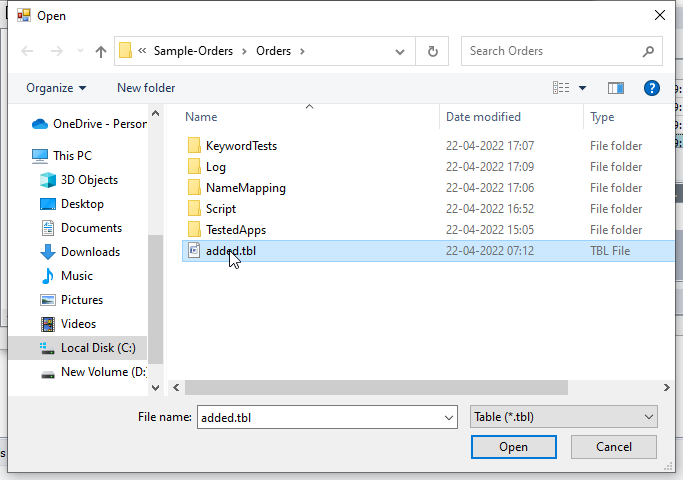 Open
« Sample-Orders › Orders ›
Search Orders
Organize
New folder
Name
Date modified
Type
OneDrive - Person
This PC
3D Objects
Desktop
Documents
Downloads
Music
Pictures
Videos
Local Disk (C:)
New Volume (D:
KeywordTests 22-04-2022 17:07 File folder
Log 22-04-2022 17:09 File folder
NameMapping 22-04-2022 17:06 File folder
Script 22-04-2022 16:52 File folder
TestedApps 22-04-2022 15:05 File folder
added.tbl 22-04-2022 07:12 TBL File
File name: added.tbl
Table (*.tbl)
Open
Cancel